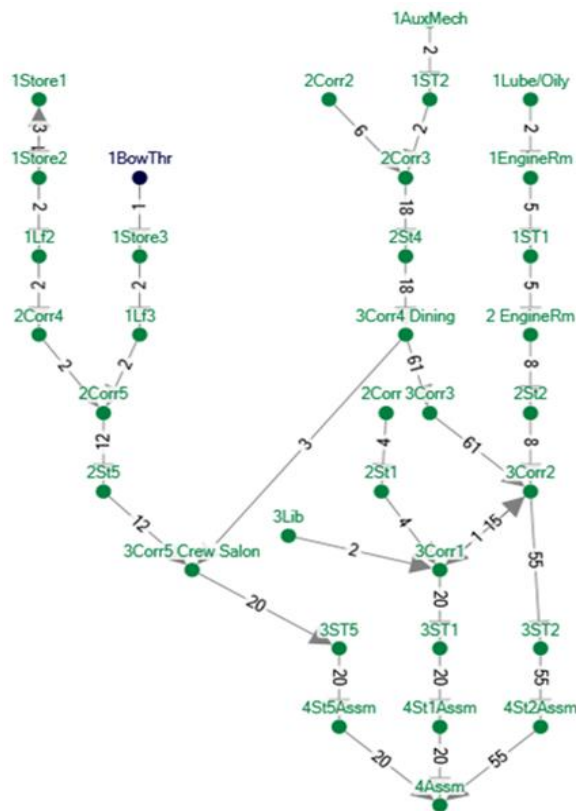 1AuxMech
2
1Store1
2Corr2
1ST2
1Lube/Oily
3
1
6
2
2
1Store2
1BowThr
2Corr3
1EngineRm
2
1
18
5
1Lf2
1Store3
2St4
1ST1
2
2
18
5
2Corr4
1Lf3
3Corr4 Dining
2 EngineRm
2
2
61
8
2Corr5
2Corr
3Corr3
2St2
12
3
4
61
8
2St5
2St1
3Corr2
12
3Lib
4
1
15
2
3Corr5 Crew Salon
3Corr1
55
20
20
3ST5
3ST1
3ST2
20
20
55
4St5Assm
4St1Assm
4St2Assm
20
20
55
4Assm